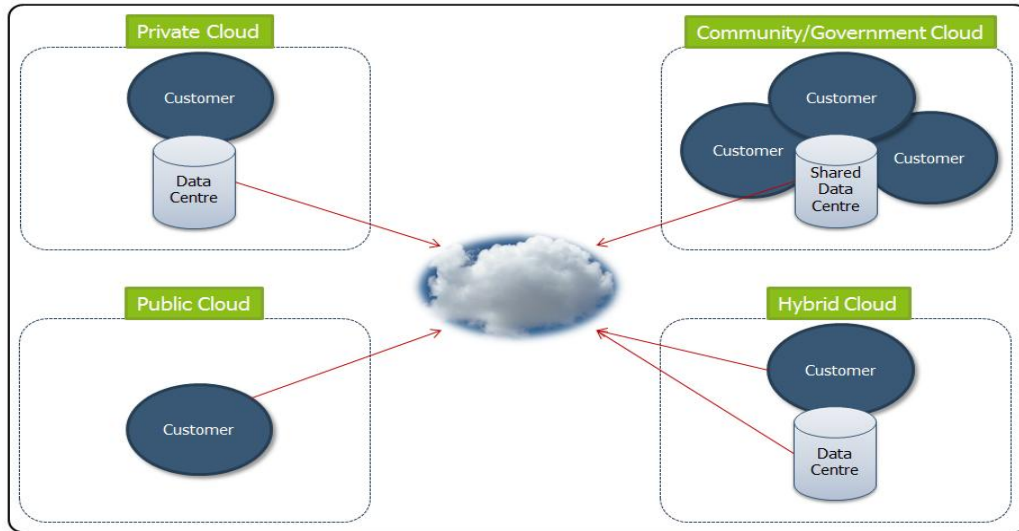 Private Cloud
Customer
Data
Centre
Community/Government Cloud
Customer
Customer
Customer
Shared
Data
Centre
Public Cloud
Customer
Hybrid Cloud
Customer
Data
Centre